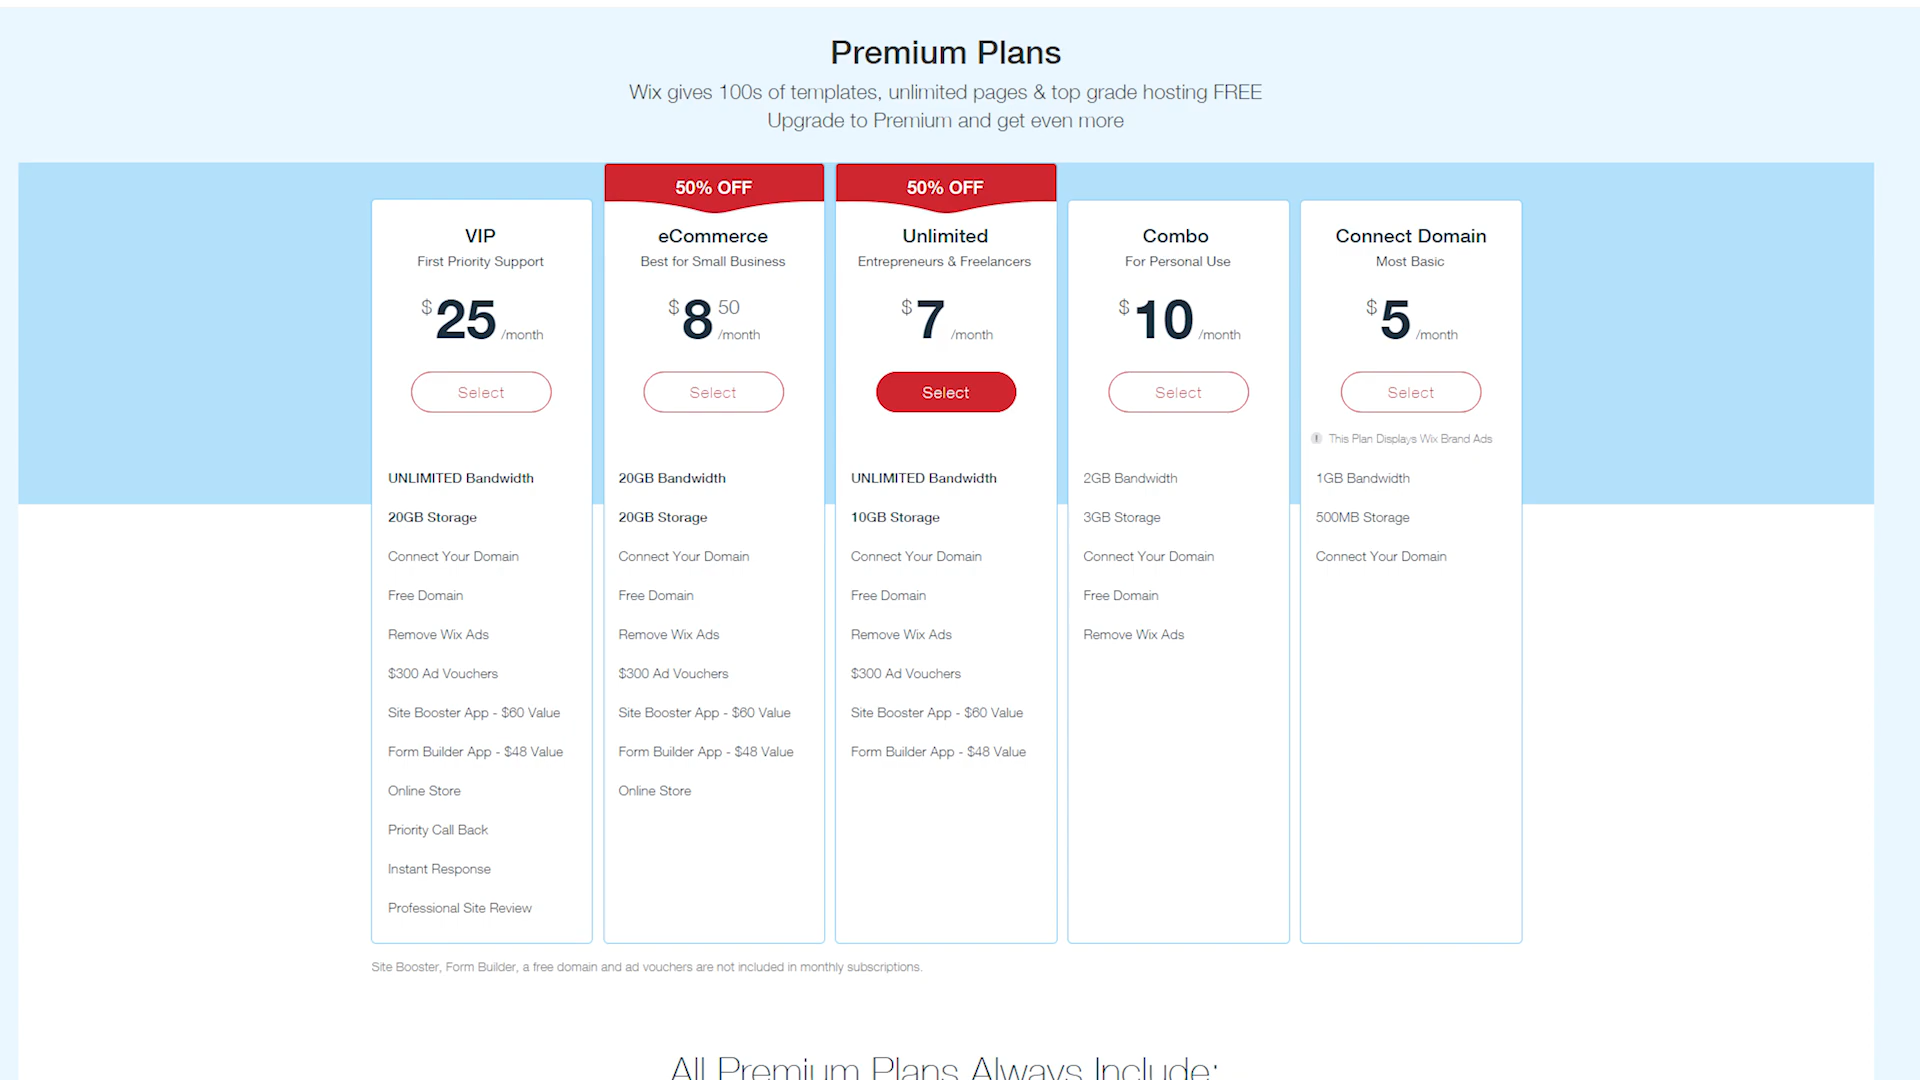 Premium Plans
Wix gives 100s of templates, unlimited pages & top grade hosting FREE
Upgrade to Premium and get even more
VIP
First Priority Support
$25 /month
Select
UNLIMITED Bandwidth
20GB Storage
Connect Your Domain
Free Domain
Remove Wix Ads
$300 Ad Vouchers
Site Booster App - $60 Value
Form Builder App - $48 Value
Online Store
Priority Call Back
Instant Response
Professional Site Review
50% OFF
eCommerce
Best for Small Business
$8 50 /month
Select
20GB Bandwidth
20GB Storage
Connect Your Domain
Free Domain
Remove Wix Ads
$300 Ad Vouchers
Site Booster App - $60 Value
Form Builder App - $48 Value
Online Store
50% OFF
Unlimited
Entrepreneurs & Freelancers
$7 /month
Select
UNLIMITED Bandwidth
10GB Storage
Connect Your Domain
Free Domain
Remove Wix Ads
$300 Ad Vouchers
Site Booster App - $60 Value
Form Builder App - $48 Value
Combo
For Personal Use
$10 /month
Select
2GB Bandwidth
3GB Storage
Connect Your Domain
Free Domain
Remove Wix Ads
Connect Domain
Most Basic
$5 /month
Select
! This Plan Displays Wix Brand Ads
1GB Bandwidth
500MB Storage
Connect Your Domain
Site Booster, Form Builder, a free domain and ad vouchers are not included in monthly subscriptions.
All Premium Plans Always Include: